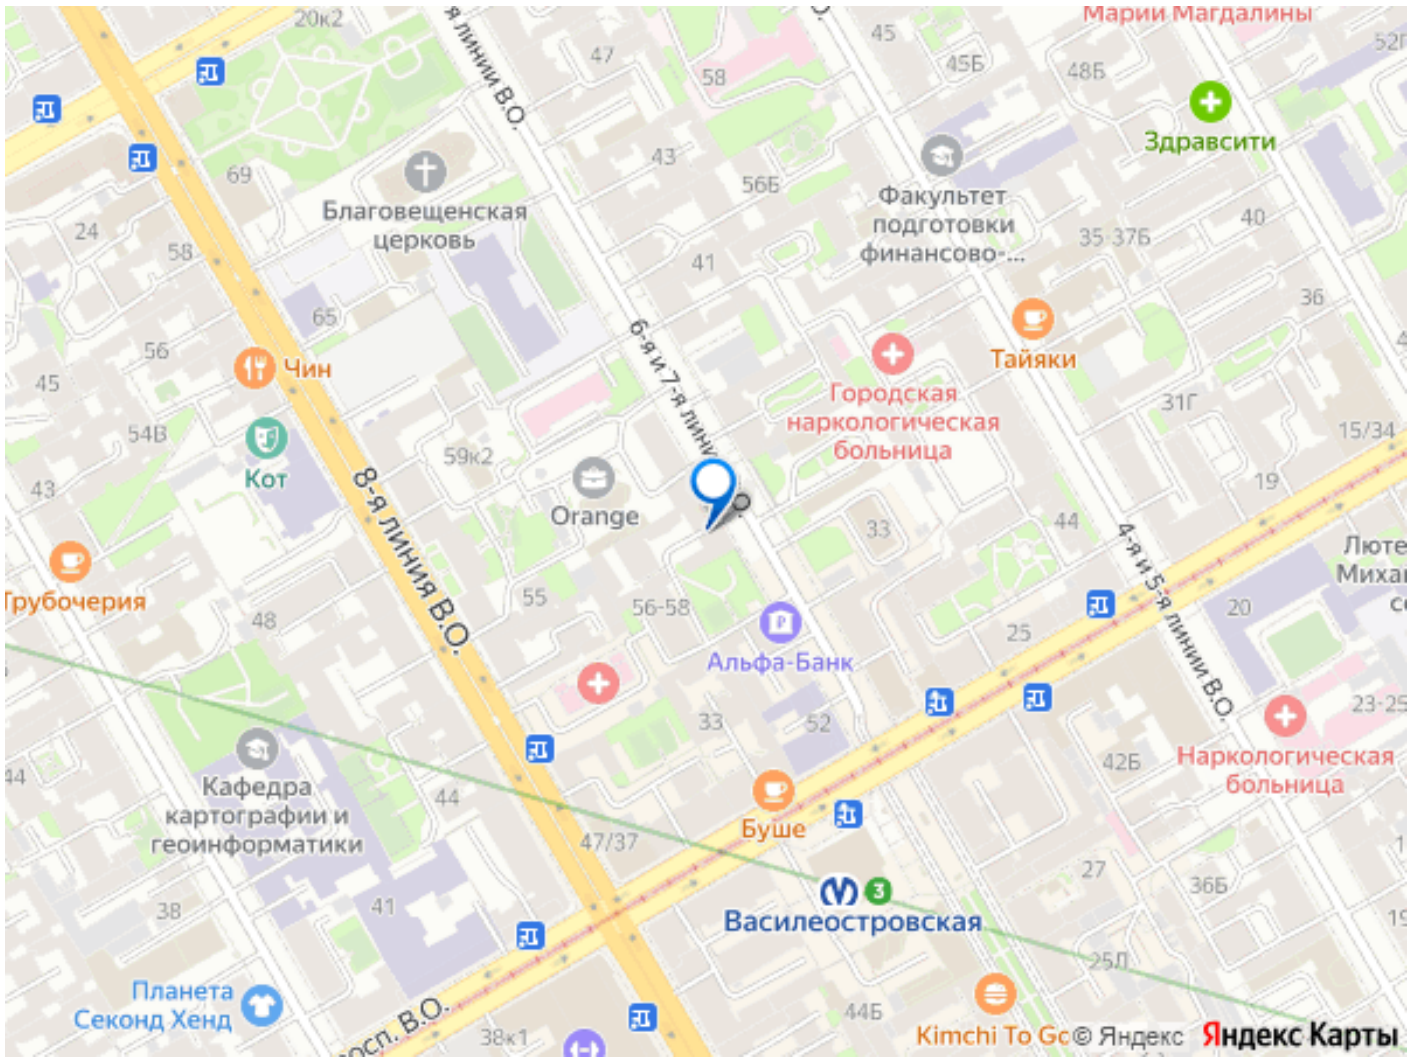 20к2
Марии Магдалины
я линии В.О.
47
45
52Г
58
45Б
48Б
Здравсити
43
69
56Б
Факультет
подготовки
финансово-...
Благовещенская
церковь
40
24
35-37Б
58
41
36
65
6-я и 7-я линии В.О.
56
Тайяки
Чин
45
Городская
наркологическая
больница
31Г
54В
15/34
59к2
Кот
19
43
8-я линия В.О.
Orange
33
44
4-я и 5-я линии В.О.
Люте
Михаи
Трубочерия
55
56-58
20
48
25
Альфа-Банк
23-25
33
52
Кафедра
картографии и
геоинформатики
44
42Б
Наркологическая
больница
44
Буше
47/37
27
36Б
38
41
3
Василеостровская
19
25Л
Планета
Секонд Хенд
просп. В.О.
38к1
44Б
Kimchi To Go
© Яндекс
Яндекс Карты